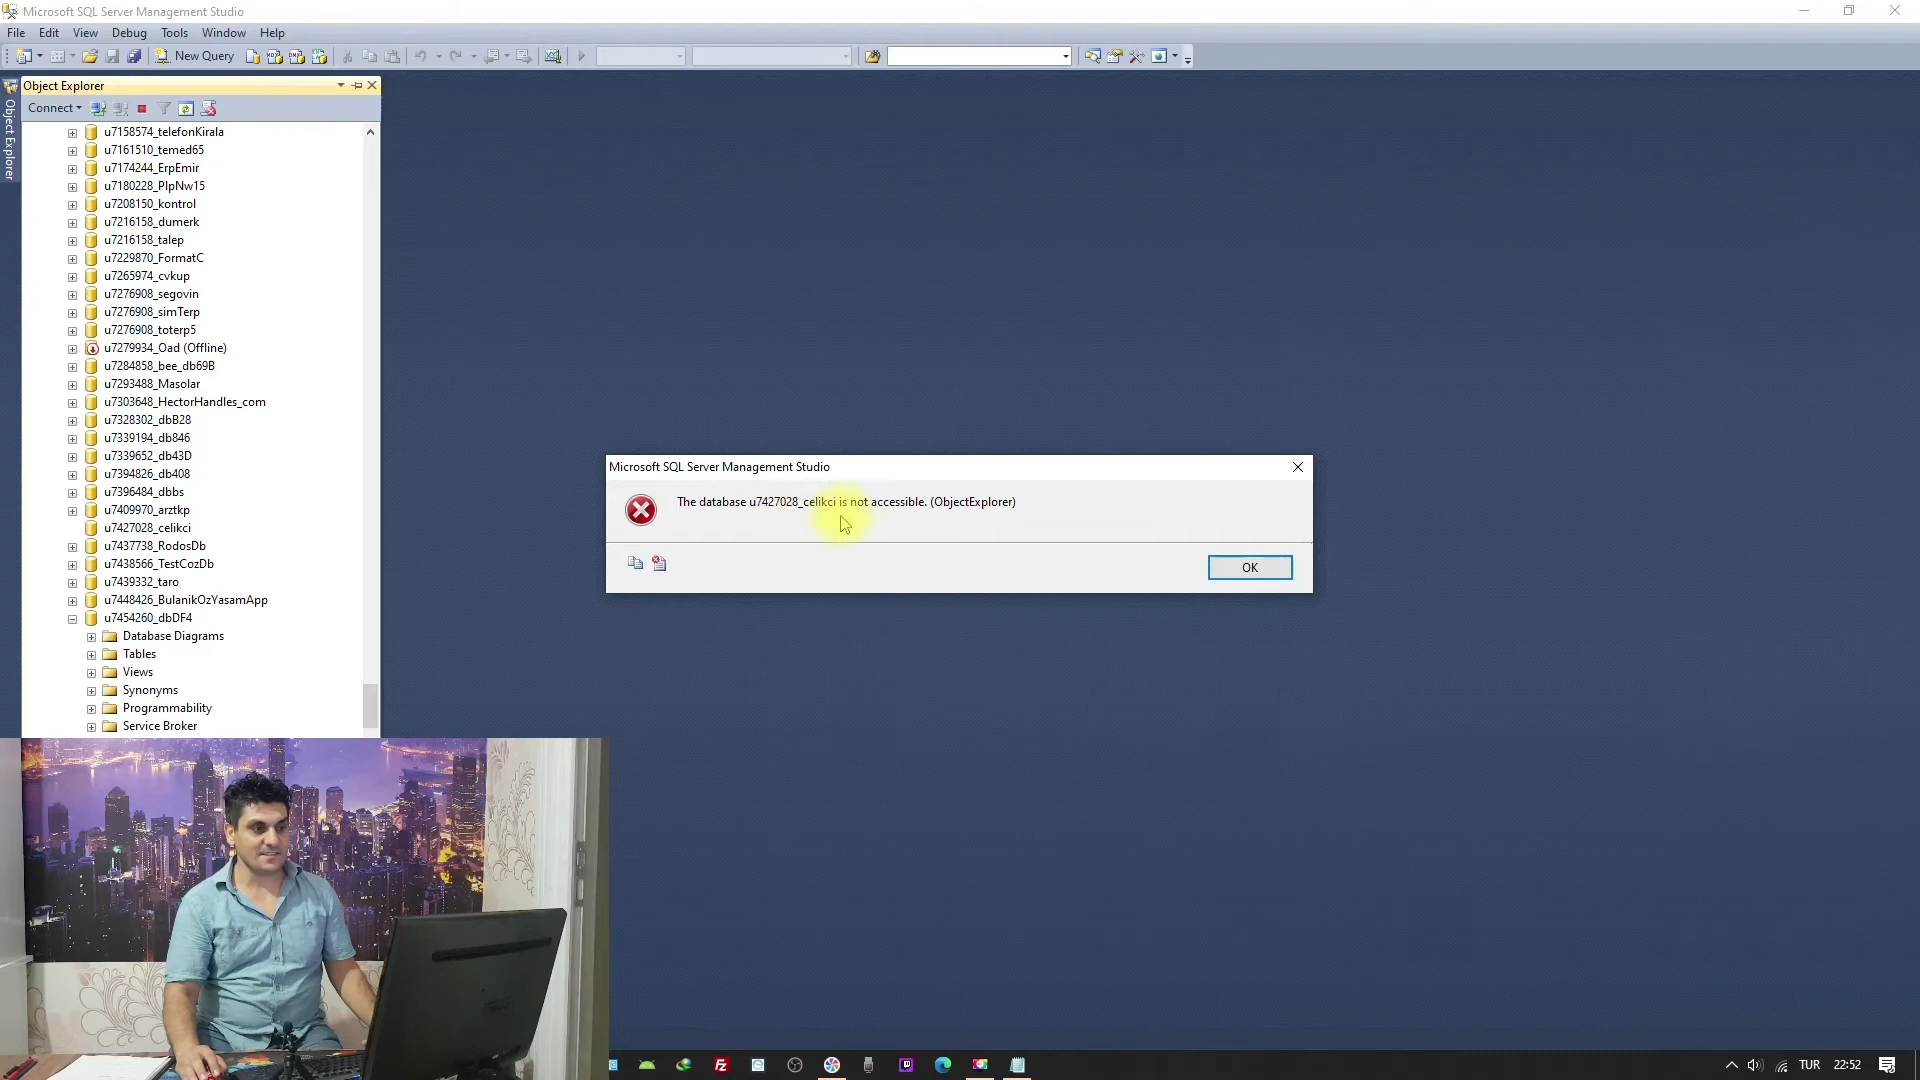 Microsoft SQL Server Management Studio
File Edit View Debug Tools Window Help
New Query
Object Explorer
Object Explorer
Connect
u7158574_telefonKirala
u7161510_temed65
u7174244_ErpEmir
u7180228_PlpNw15
u7208150_kontrol
u7216158_dumerk
u7216158_talep
u7229870_FormatC
u7265974_cvkup
u7276908_segovin
u7276908_simTerp
u7276908_toterp5
u7279934_Oad (Offline)
u7284858_bee_db69B
u7293488_Masolar
u7303648_HectorHandles_com
u7328302_dbB28
u7339194_db846
u7339652_db43D
u7394826_db408
u7396484_dbbs
u7409970_arztkp
u7427028_celikci
u7437738_RodosDb
u7438566_TestCozDb
u7439332_taro
u7448426_BulanikOzYasamApp
u7454260_dbDF4
Database Diagrams
Tables
Views
Synonyms
Programmability
Service Broker
Microsoft SQL Server Management Studio
The database u7427028_celikci is not accessible. (ObjectExplorer)
OK
TUR 22:52